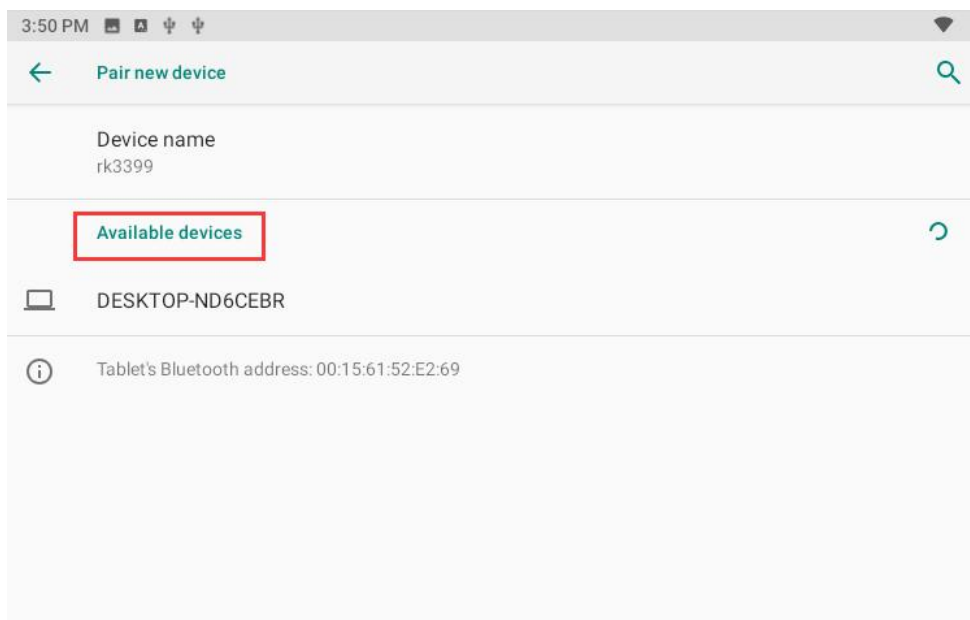 3:50 PM
Pair new device
Device name
rk3399
Available devices
DESKTOP-ND6CEBR
Tablet's Bluetooth address: 00:15:61:52:E2:69